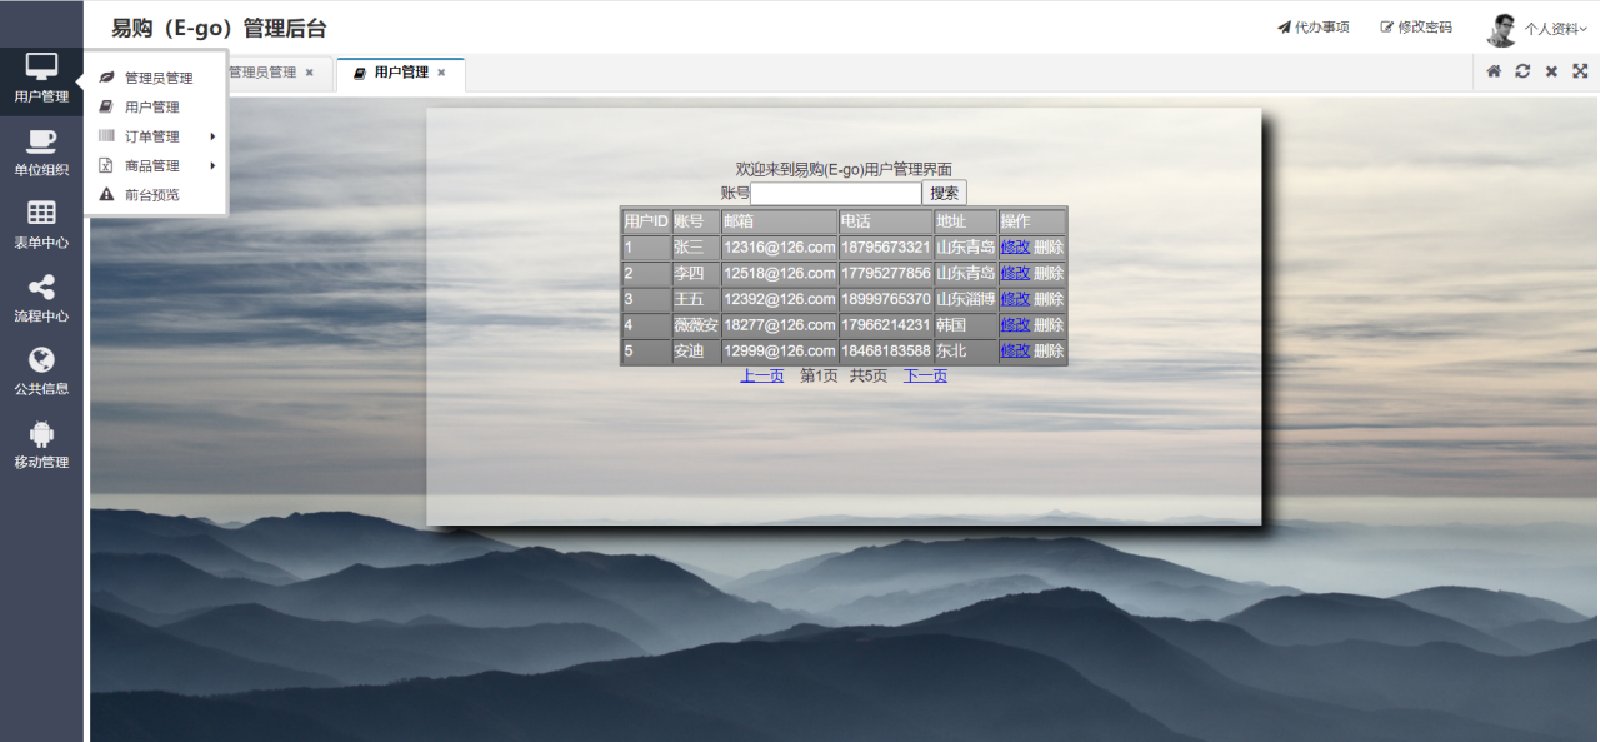 易购（E-go）管理后台
代办事项
修改密码
个人资料
用户管理
单位组织
表单中心
流程中心
公共信息
移动管理
管理员管理
用户管理
订单管理
商品管理
前台预览
管理员管理
用户管理
欢迎来到易购(E-go)用户管理界面
账号 搜索
用户ID 账号 邮箱 电话 地址 操作
1 张三 12316@126.com 18795673321 山东青岛 修改 删除
2 李四 12518@126.com 17795277856 山东青岛 修改 删除
3 王五 12392@126.com 18999765370 山东淄博 修改 删除
4 薇薇安 18277@126.com 17966214231 韩国 修改 删除
5 安迪 12999@126.com 18468183588 东北 修改 删除
上一页 第1页 共5页 下一页